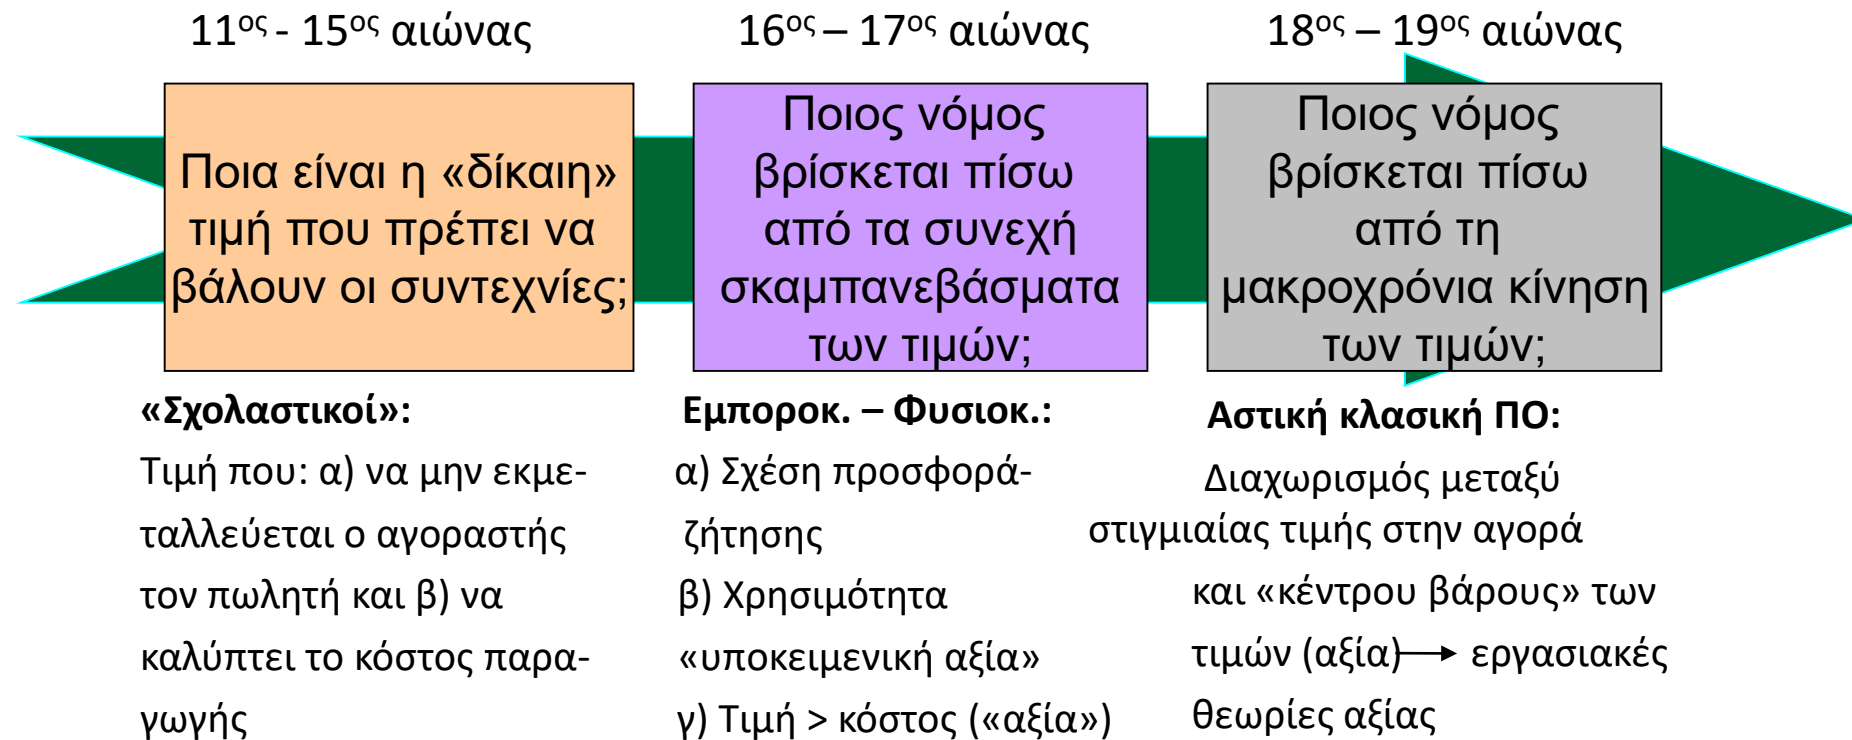 11ος - 15ος αιώνας
Ποια είναι η «δίκαιη»
τιμή που πρέπει να
βάλουν οι συντεχνίες;
«Σχολαστικοί»:
Τιμή που: α) να μην εκμε-
ταλλεύεται ο αγοραστής
τον πωλητή και β) να
καλύπτει το κόστος παρα-
γωγής
16ος – 17ος αιώνας
Ποιος νόμος
βρίσκεται πίσω
από τα συνεχή
σκαμπανεβάσματα
των τιμών;
Εμποροκ. – Φυσιοκ.:
α) Σχέση προσφορά-
ζήτησης
β) Χρησιμότητα
«υποκειμενική αξία»
γ) Τιμή > κόστος («αξία»)
18ος – 19ος αιώνας
Ποιος νόμος
βρίσκεται πίσω
από τη
μακροχρόνια κίνηση
των τιμών;
Αστική κλασική ΠΟ:
Διαχωρισμός μεταξύ
στιγμιαίας τιμής στην αγορά
και «κέντρου βάρους» των
τιμών (αξία) → εργασιακές
θεωρίες αξίας